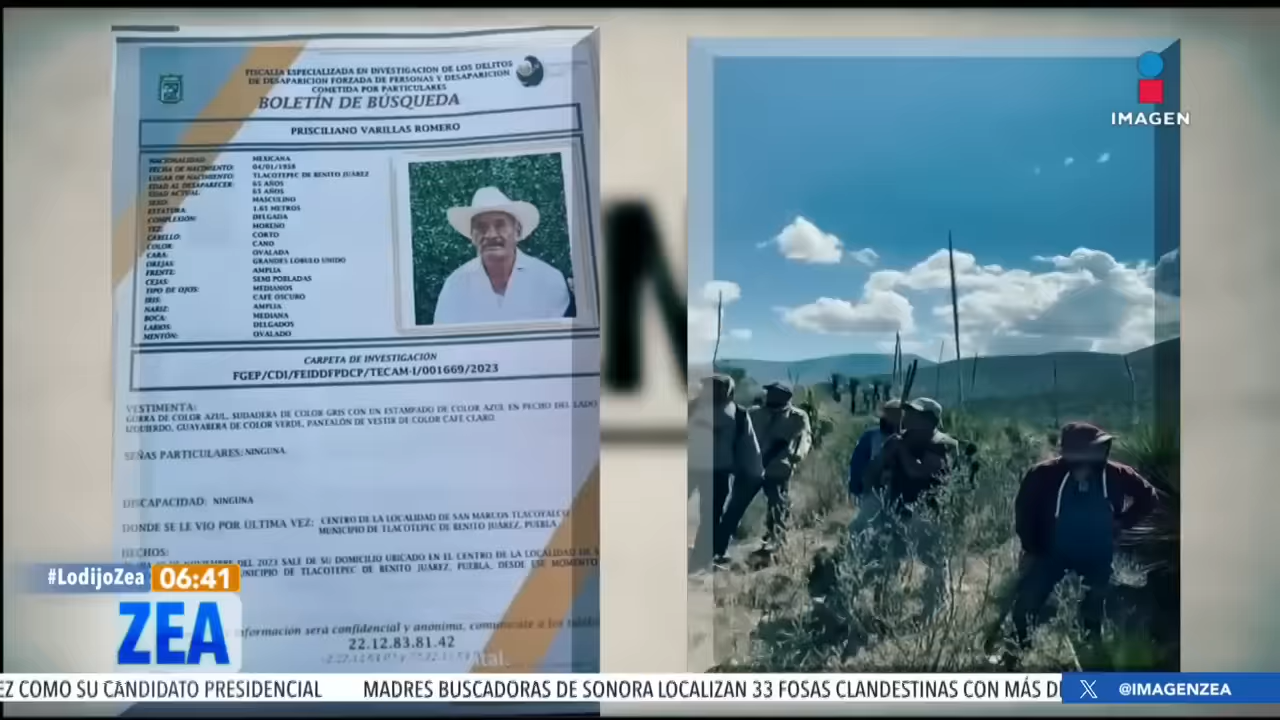 FISCALIA ESPECIALIZADA EN INVESTIGACION DE LOS DELITOS
DE DESAPARICION FORZADA DE PERSONAS Y DESAPARICION
COMETIDA POR PARTICULARES
BOLETÍN DE BÚSQUEDA
PRISCILIANO VARILLAS ROMERO
NACIONALIDAD: MEXICANA
FECHA DE NACIMIENTO: 04/01/1958
LUGAR DE NACIMIENTO: TLACOTEPEC DE BENITO JUÁREZ
EDAD AL DESAPARECER: 65 AÑOS
EDAD ACTUAL: 65 AÑOS
SEXO: MASCULINO
ESTATURA: 1.65 METROS
COMPLEXIÓN: DELGADA
TEZ: MORENO
CABELLO: CORTO
COLOR: CANO
CARA: OVALADA
OREJAS: GRANDES LOBULO UNIDO
FRENTE: AMPLIA
CEJAS: SEMI POBLADAS
TIPO DE OJOS: MEDIANOS
IRIS: CAFÉ OSCURO
NARIZ: AMPLIA
BOCA: MEDIANA
LABIOS: DELGADOS
MENTÓN: OVALADO
CARPETA DE INVESTIGACIÓN
FGEP/CDI/FEIDDFPDCP/TECAM-I/001669/2023
VESTIMENTA:
GORRA DE COLOR AZUL, SUDADERA DE COLOR GRIS CON UN ESTAMPADO DE COLOR AZUL EN PECHO DEL LADO
IZQUIERDO, GUAYABERA DE COLOR VERDE, PANTALÓN DE VESTIR DE COLOR CAFÉ CLARO.
SEÑAS PARTICULARES: NINGUNA.
DISCAPACIDAD: NINGUNA
DONDE SE LE VIO POR ÚLTIMA VEZ: CENTRO DE LA LOCALIDAD DE SAN MARCOS
MUNICIPIO DE TLACOTEPEC DE BENITO JUÁREZ, PUEBLA.
HECHOS:
DEL 2023 SALE DE SU DOMICILIO UBICADO EN EL CENTRO DE LA LOCALIDAD DE
MUNICIPIO DE TLACOTEPEC DE BENITO JUÁREZ, PUEBLA, DESDE ESE MOMENTO
información será confidencial y anónima, comunícate a los
22.12.83.81.42
IMAGEN
#LodijoZea 06:41
ZEA
EZ COMO SU CANDIDATO PRESIDENCIAL MADRES BUSCADORAS DE SONORA LOCALIZAN 33 FOSAS CLANDESTINAS CON MÁS D
@IMAGENZEA